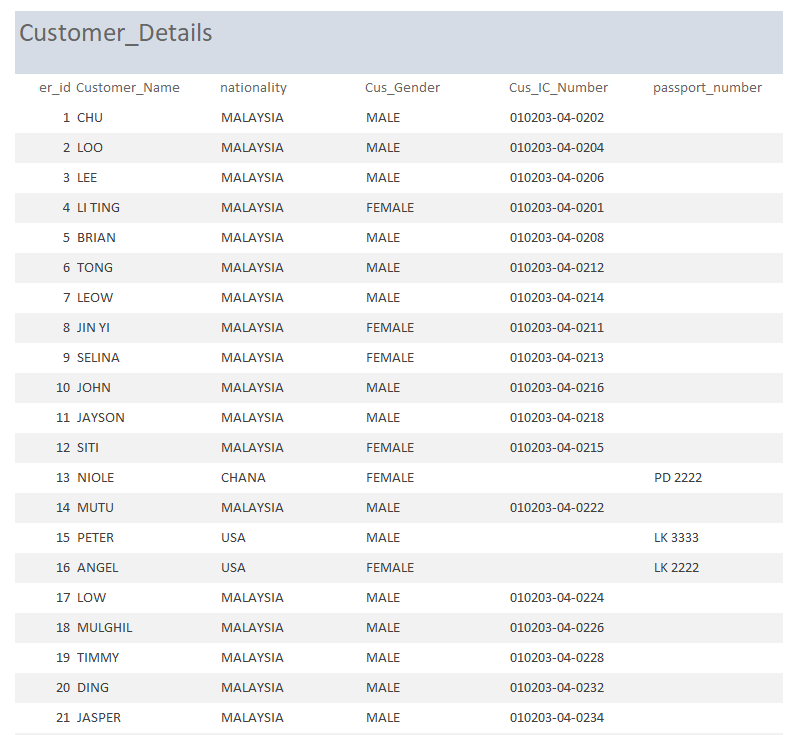 Customer_Details
er_id Customer_Name nationality Cus_Gender Cus_IC_Number passport_number
1 CHU MALAYSIA MALE 010203-04-0202
2 LOO MALAYSIA MALE 010203-04-0204
3 LEE MALAYSIA MALE 010203-04-0206
4 LI TING MALAYSIA FEMALE 010203-04-0201
5 BRIAN MALAYSIA MALE 010203-04-0208
6 TONG MALAYSIA MALE 010203-04-0212
7 LEOW MALAYSIA MALE 010203-04-0214
8 JIN YI MALAYSIA FEMALE 010203-04-0211
9 SELINA MALAYSIA FEMALE 010203-04-0213
10 JOHN MALAYSIA MALE 010203-04-0216
11 JAYSON MALAYSIA MALE 010203-04-0218
12 SITI MALAYSIA FEMALE 010203-04-0215
13 NIOLE CHANA FEMALE PD 2222
14 MUTU MALAYSIA MALE 010203-04-0222
15 PETER USA MALE LK 3333
16 ANGEL USA FEMALE LK 2222
17 LOW MALAYSIA MALE 010203-04-0224
18 MULGHIL MALAYSIA MALE 010203-04-0226
19 TIMMY MALAYSIA MALE 010203-04-0228
20 DING MALAYSIA MALE 010203-04-0232
21 JASPER MALAYSIA MALE 010203-04-0234